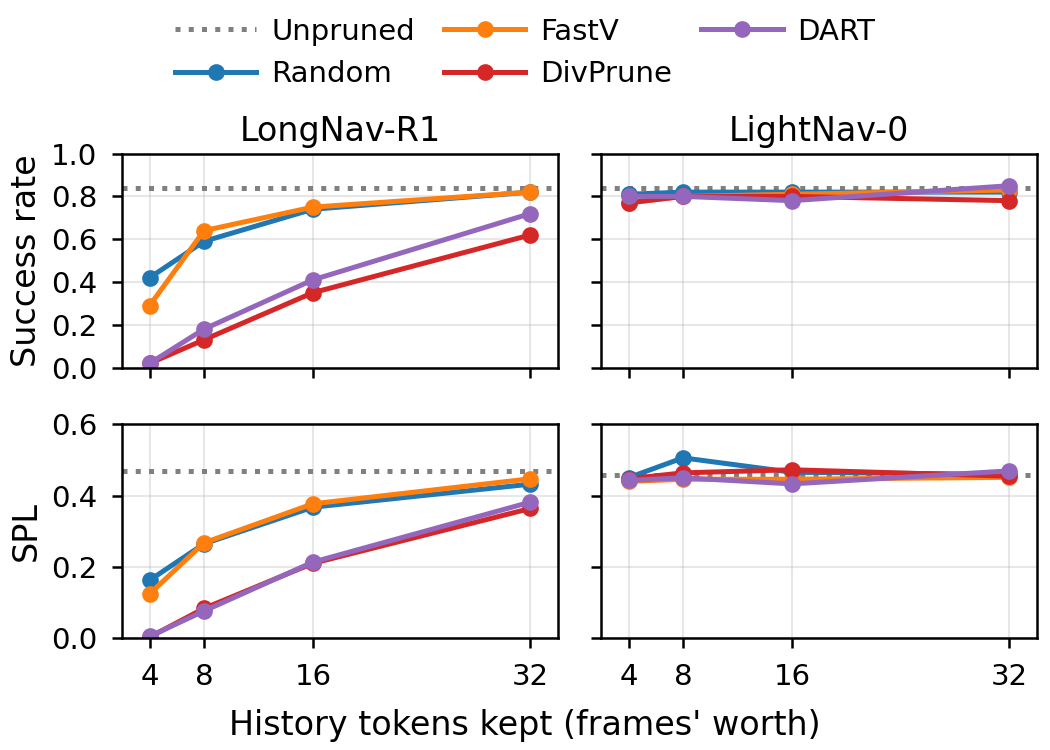 Unpruned
FastV
DART
Random
DivPrune
LongNav-R1
LightNav-0
Success rate
1.0
0.8
0.6
0.4
0.2
0.0
SPL
0.6
0.4
0.2
0.0
4 8 16 32
4 8 16 32
History tokens kept (frames' worth)